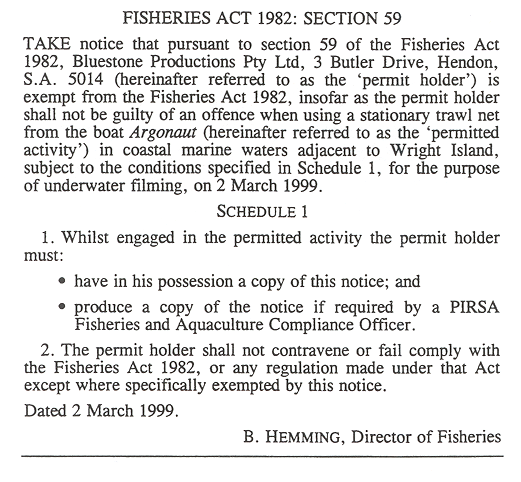 FISHERIES ACT 1982: SECTION 59
TAKE notice that pursuant to section 59 of the Fisheries Act
1982, Bluestone Productions Pty Ltd, 3 Butler Drive, Hendon,
S.A. 5014 (hereinafter referred to as the ‘permit holder’) is
exempt from the Fisheries Act 1982, insofar as the permit holder
shall not be guilty of an offence when using a stationary trawl net
from the boat Argonaut (hereinafter referred to as the ‘permitted
activity’) in coastal marine waters adjacent to Wright Island,
subject to the conditions specified in Schedule 1, for the purpose
of underwater filming, on 2 March 1999.
SCHEDULE 1
1. Whilst engaged in the permitted activity the permit holder
must:
• have in his possession a copy of this notice; and
• produce a copy of the notice if required by a PIRSA
Fisheries and Aquaculture Compliance Officer.
2. The permit holder shall not contravene or fail comply with
the Fisheries Act 1982, or any regulation made under that Act
except where specifically exempted by this notice.
Dated 2 March 1999.
B. HEMMING, Director of Fisheries